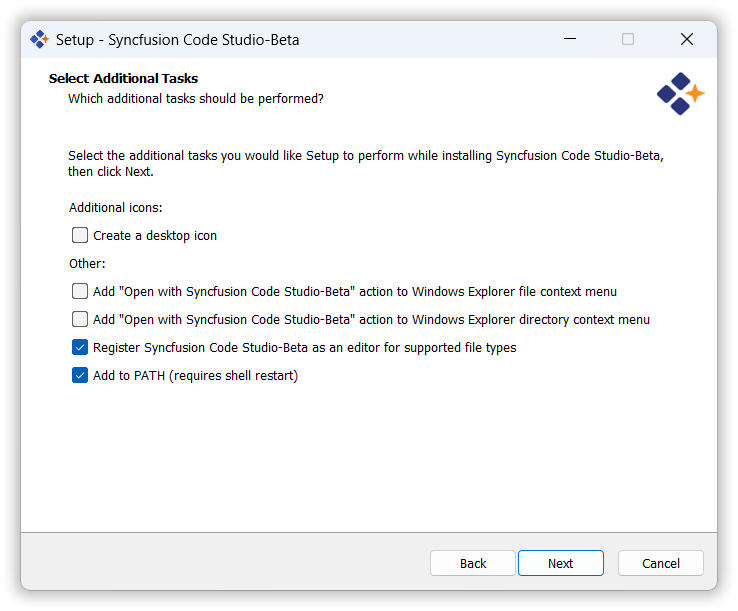 Setup - Syncfusion Code Studio-Beta
Select Additional Tasks
Which additional tasks should be performed?
Select the additional tasks you would like Setup to perform while installing Syncfusion Code Studio-Beta,
then click Next.
Additional icons:
Create a desktop icon
Other:
Add "Open with Syncfusion Code Studio-Beta" action to Windows Explorer file context menu
Add "Open with Syncfusion Code Studio-Beta" action to Windows Explorer directory context menu
Register Syncfusion Code Studio-Beta as an editor for supported file types
Add to PATH (requires shell restart)
Back Next Cancel